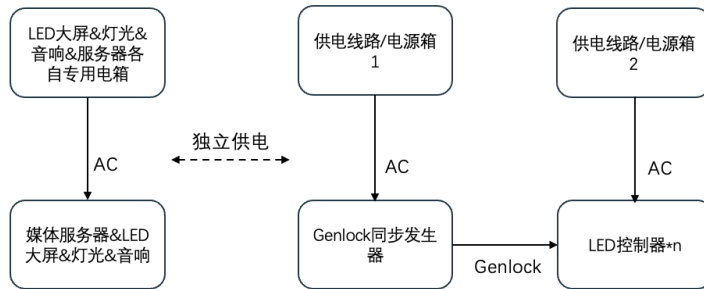 LED大屏&灯光&
音响&服务器各
自专用电箱
供电线路/电源箱
1
供电线路/电源箱
2
AC
独立供电
AC
AC
媒体服务器&LED
大屏&灯光&音响
Genlock同步发生
器
Genlock
LED控制器*n